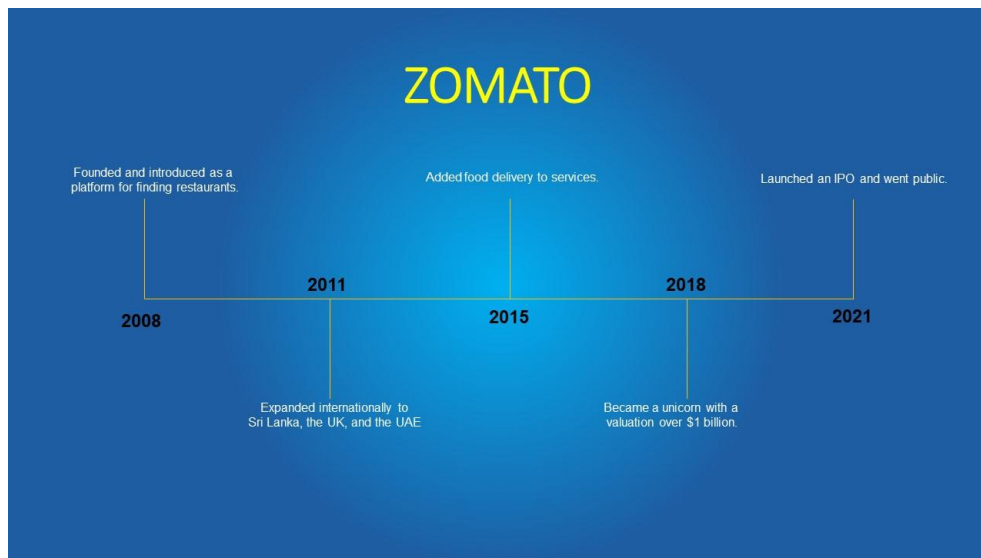 ZOMATO
Founded and introduced as a
platform for finding restaurants.
Added food delivery to services.
Launched an IPO and went public.
2011
2018
2008
2015
2021
Expanded internationally to
Sri Lanka, the UK, and the UAE
Became a unicorn with a
valuation over $1 billion.